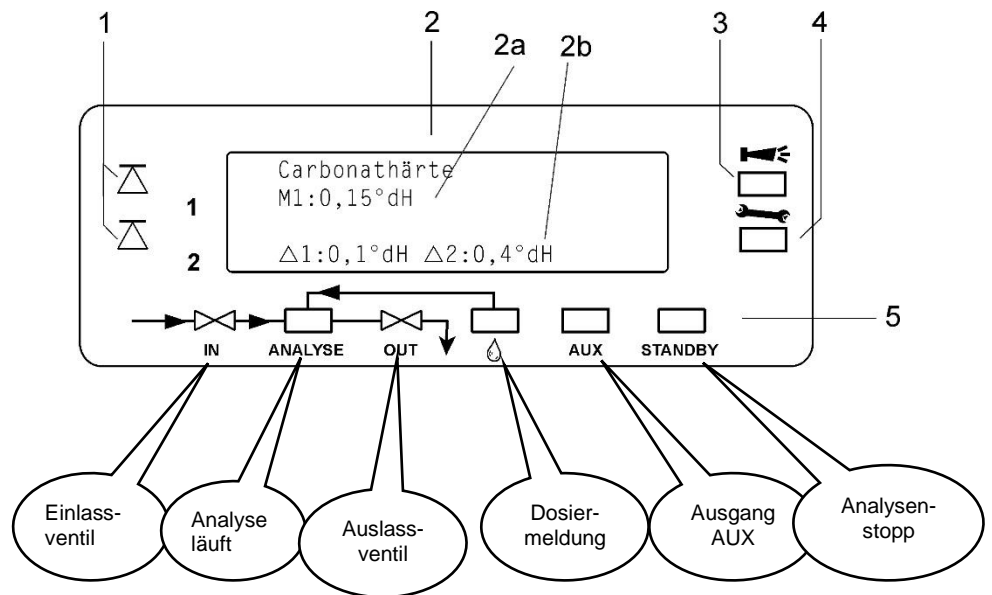 1
2
2a
2b
3
4
1
Carbonathärte
M1:0,15°dH
2
△1:0,1°dH △2:0,4°dH
5
IN ANALYSE OUT AUX STANDBY
Einlass-
ventil
Analyse
läuft
Auslass-
ventil
Dosier-
meldung
Ausgang
AUX
Analysen-
stopp